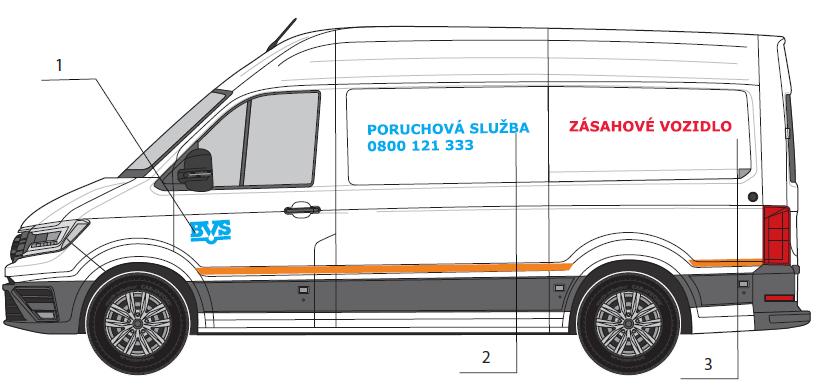 1
PORUCHOVÁ SLUŽBA
0800 121 333
ZÁSAHOVÉ VOZIDLO
BVS
2
3